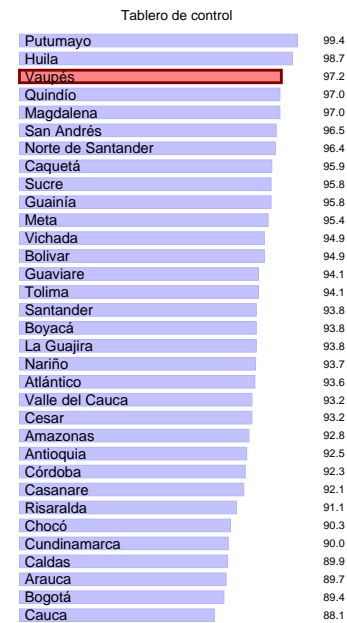 Tablero de control
Putumayo 99.4
Huila 98.7
Vaupés 97.2
Quindío 97.0
Magdalena 97.0
San Andrés 96.5
Norte de Santander 96.4
Caquetá 95.9
Sucre 95.8
Guainía 95.8
Meta 95.4
Vichada 94.9
Bolivar 94.9
Guaviare 94.1
Tolima 94.1
Santander 93.8
Boyacá 93.8
La Guajira 93.8
Nariño 93.7
Atlántico 93.6
Valle del Cauca 93.2
Cesar 93.2
Amazonas 92.8
Antioquia 92.5
Córdoba 92.3
Casanare 92.1
Risaralda 91.1
Chocó 90.3
Cundinamarca 90.0
Caldas 89.9
Arauca 89.7
Bogotá 89.4
Cauca 88.1